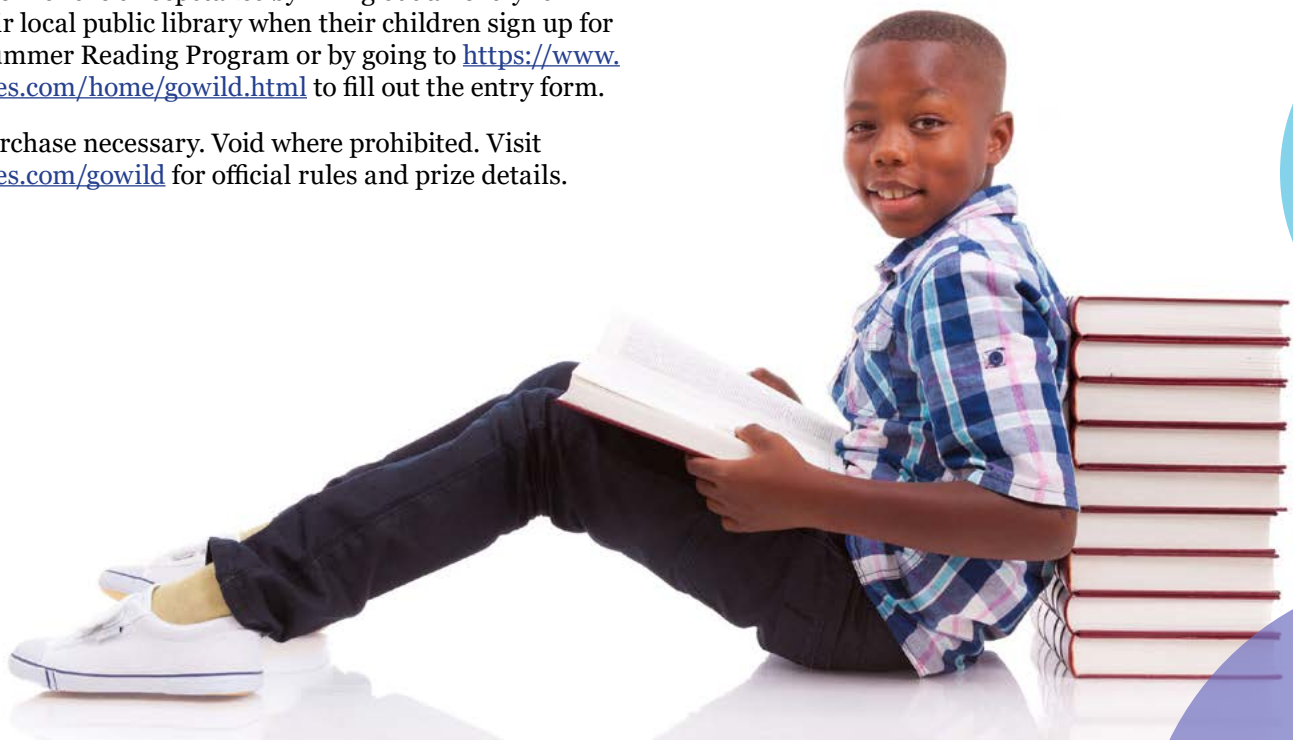 ir local public library when their children sign up for
ummer Reading Program or by going to https://www.
es.com/home/gowild.html to fill out the entry form.
rchase necessary. Void where prohibited. Visit
es.com/gowild for official rules and prize details.